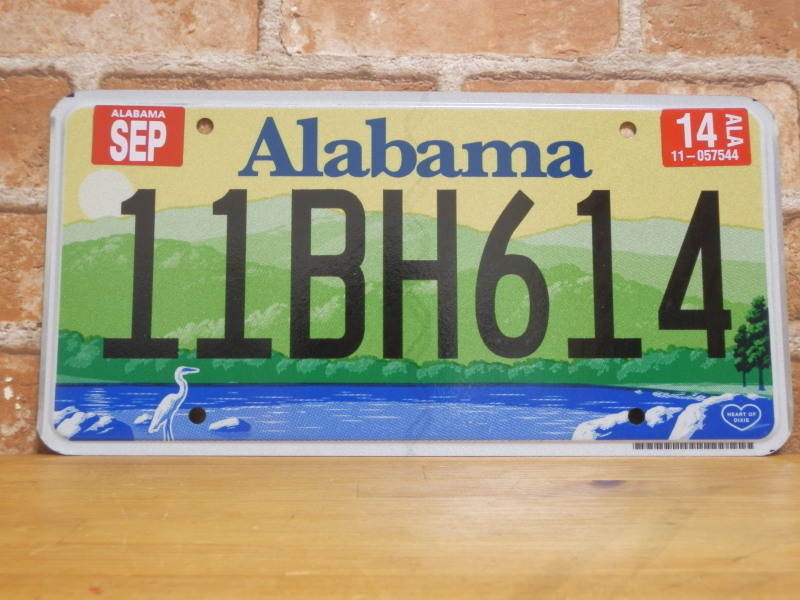 ALABAMA
SEP
Alabama
14
ALA
11-057544
11BH614
HEART OF
DIXIE